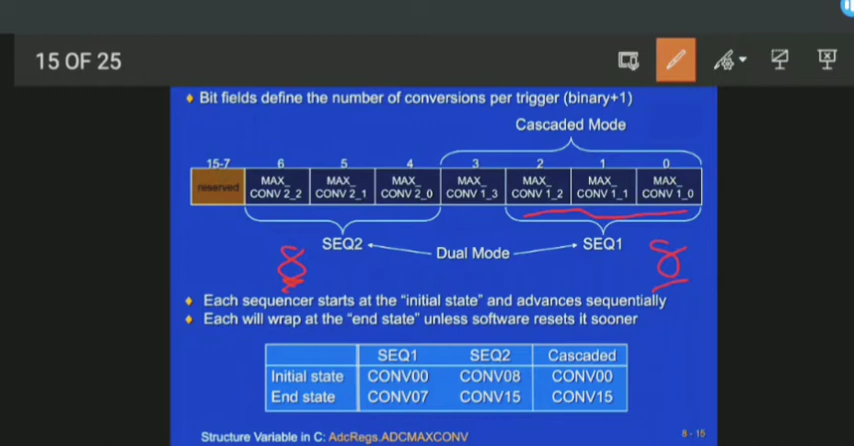 15 OF 25
♦ Bit fields define the number of conversions per trigger (binary+1)
Cascaded Mode
15-7 6 5 4 3 2 1 0
reserved MAX_ CONV 2_2 MAX_ CONV 2_1 MAX_ CONV 2_0 MAX_ CONV 1_3 MAX_ CONV 1_2 MAX_ CONV 1_1 MAX_ CONV 1_0
SEQ2 Dual Mode SEQ1
8 8
♦ Each sequencer starts at the “initial state” and advances sequentially
♦ Each will wrap at the “end state” unless software resets it sooner
SEQ1 SEQ2 Cascaded
Initial state CONV00 CONV08 CONV00
End state CONV07 CONV15 CONV15
Structure Variable in C: AdcRegs.ADCMAXCONV
8 - 15